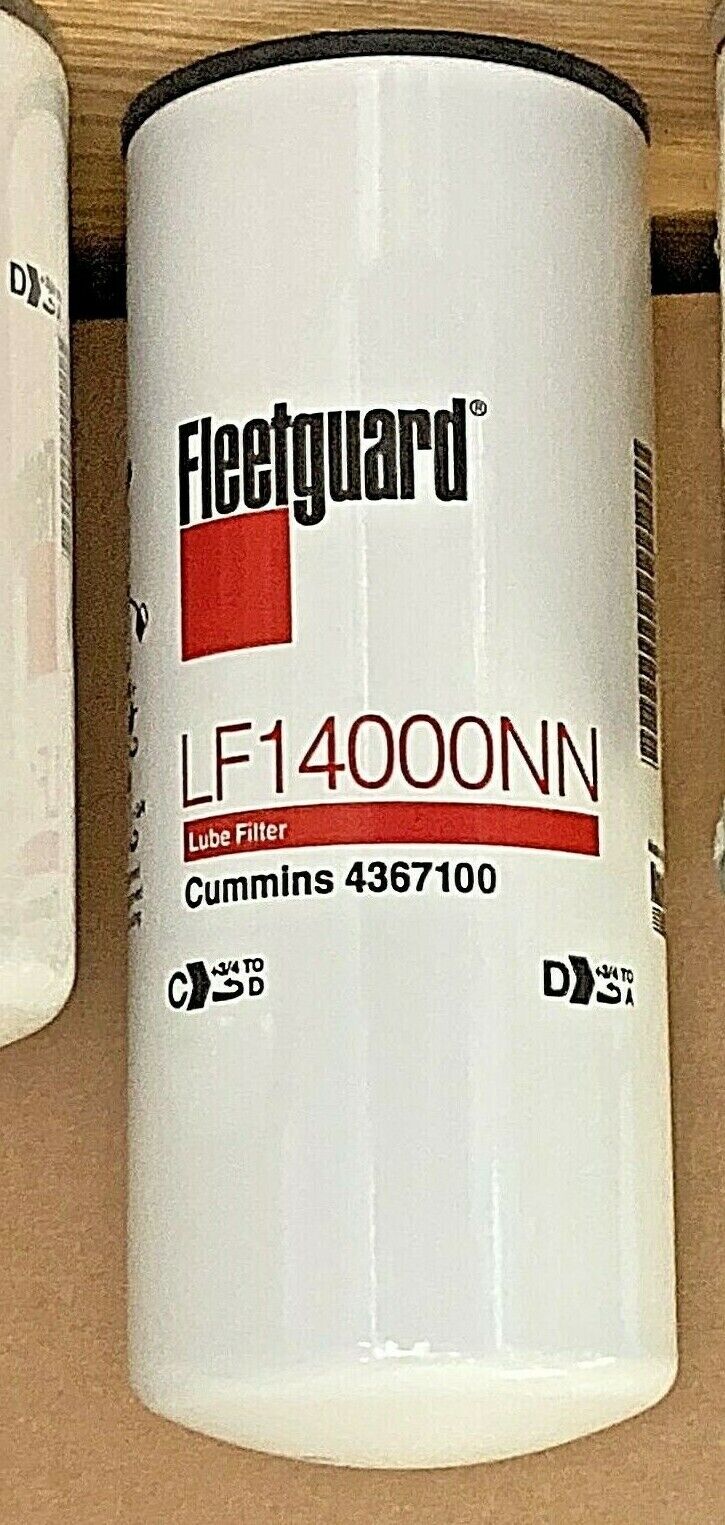 Fleetguard®
LF14000NN
Lube Filter
Cummins 4367100
C +3/4 TO D
D +3/4 TO A
D